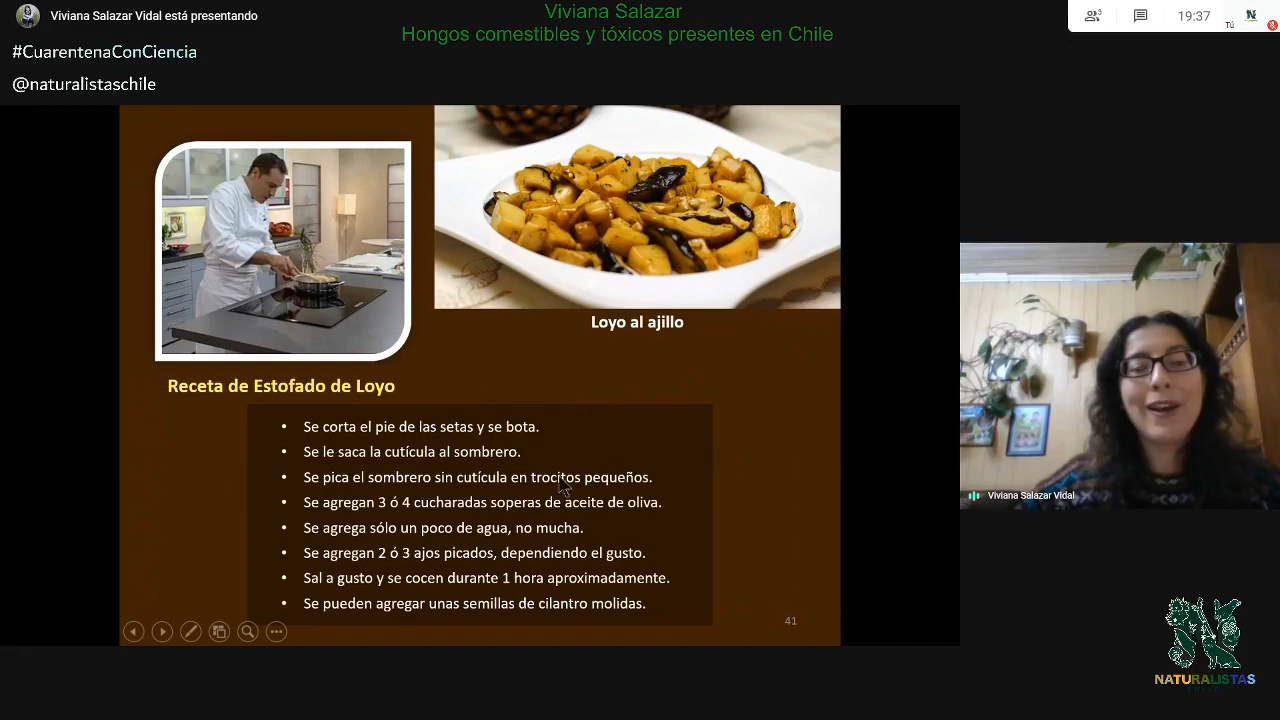 Viviana Salazar Vidal está presentando
Viviana Salazar
Hongos comestibles y tóxicos presentes en Chile
3
19:37
Tú
#CuarentenaConCiencia
@naturalistaschile
Loyo al ajillo
Receta de Estofado de Loyo
• Se corta el pie de las setas y se bota.
• Se le saca la cutícula al sombrero.
• Se pica el sombrero sin cutícula en trocitos pequeños.
• Se agregan 3 ó 4 cucharadas soperas de aceite de oliva.
• Se agrega sólo un poco de agua, no mucha.
• Se agregan 2 ó 3 ajos picados, dependiendo el gusto.
• Sal a gusto y se cocen durante 1 hora aproximadamente.
• Se pueden agregar unas semillas de cilantro molidas.
41
Viviana Salazar Vidal
NATURALISTAS
CHILE